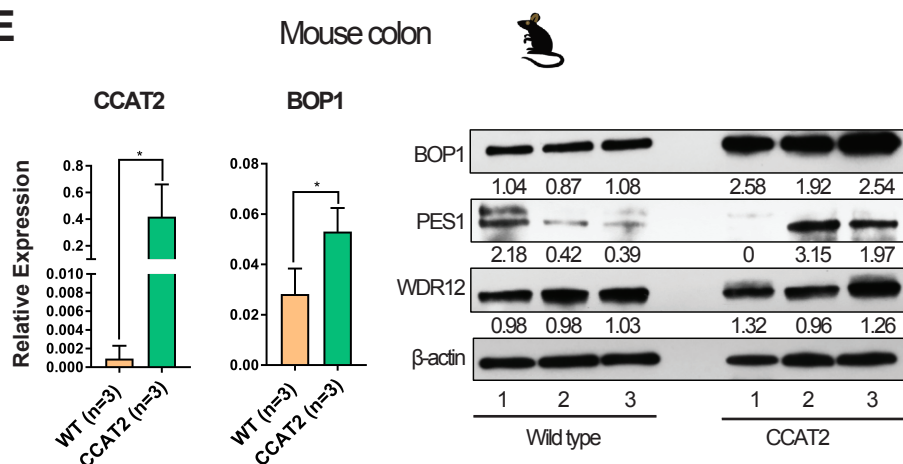 E
Mouse colon
CCAT2
Relative Expression
0.8
0.6
0.4
0.2
0.010
0.008
0.006
0.004
0.002
0.000
*
WT (n=3)
CCAT2 (n=3)
BOP1
0.08
0.06
0.04
0.02
0.00
*
WT (n=3)
CCAT2 (n=3)
BOP1
1.04 0.87 1.08 2.58 1.92 2.54
PES1
2.18 0.42 0.39 0 3.15 1.97
WDR12
0.98 0.98 1.03 1.32 0.96 1.26
β-actin
1 2 3 1 2 3
Wild type CCAT2